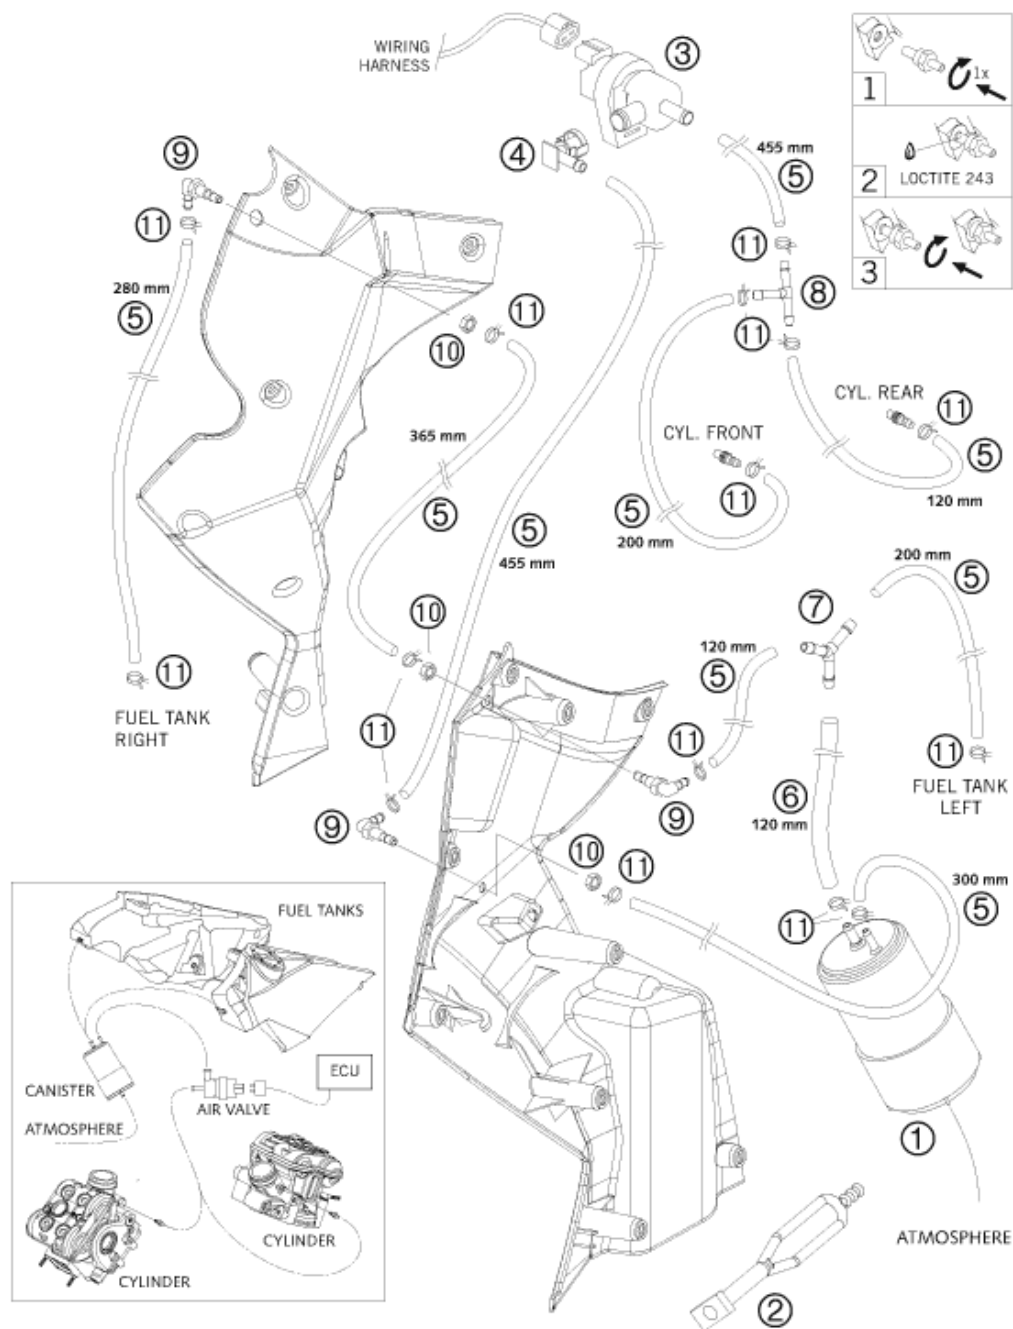 WIRING
HARNESS
3
1
1x
4
9
455 mm
5
2
LOCTITE 243
11
11
3
280 mm
5
8
11
10
11
CYL. REAR
11
365 mm
CYL. FRONT
5
11
120 mm
5
5
5
200 mm
455 mm
200 mm
5
7
10
120 mm
5
11
FUEL TANK
RIGHT
11
11
11
FUEL TANK
LEFT
6
120 mm
9
9
10
11
300 mm
5
11
FUEL TANKS
ECU
CANISTER
AIR VALVE
ATMOSPHERE
1
CYLINDER
ATMOSPHERE
CYLINDER
2